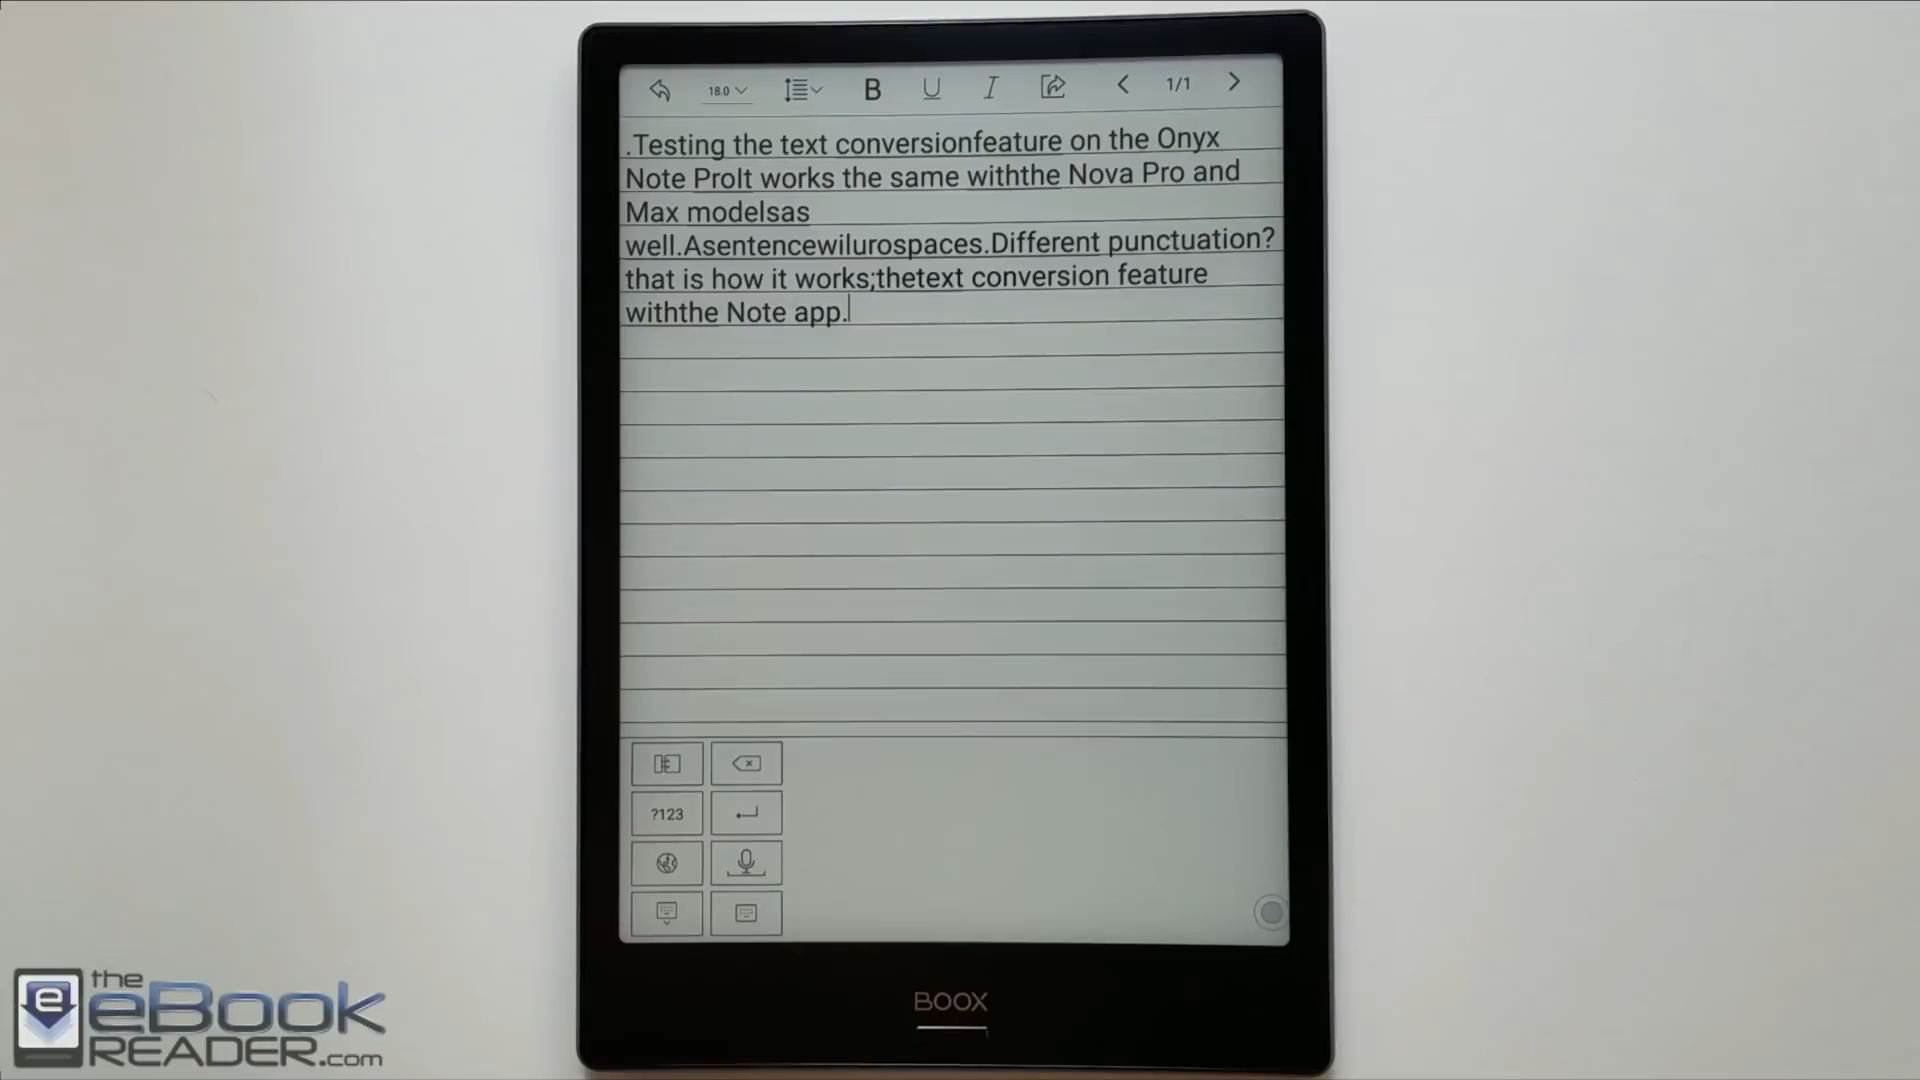 18.0 B U I 1/1
.Testing the text conversionfeature on the Onyx
Note ProIt works the same withthe Nova Pro and
Max modelsas
well.Asentencewilurospaces.Different punctuation?
that is how it works;thetext conversion feature
withthe Note app.
?123
BOOX
the
eBook
READER.com